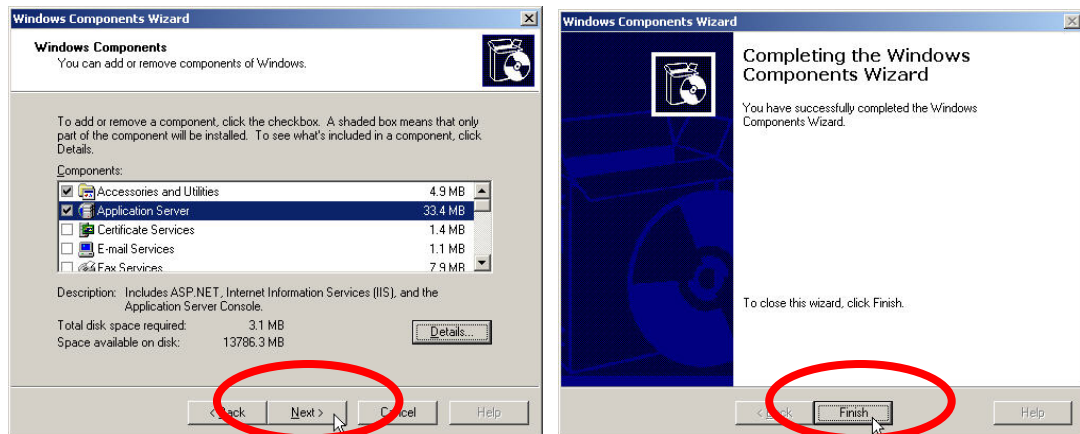 Windows Components Wizard
Windows Components
You can add or remove components of Windows.
To add or remove a component, click the checkbox. A shaded box means that only
part of the component will be installed. To see what's included in a component, click
Details.
Components:
Accessories and Utilities 4.9 MB
Application Server 33.4 MB
Certificate Services 1.4 MB
E-mail Services 1.1 MB
Fax Services 7.9 MB
Description: Includes ASP.NET, Internet Information Services (IIS), and the
Application Server Console.
Total disk space required: 3.1 MB
Space available on disk: 13786.3 MB
Details...
< Back Next > Cancel Help
Windows Components Wizard
Completing the Windows
Components Wizard
You have successfully completed the Windows
Components Wizard.
To close this wizard, click Finish.
< Back Finish Help